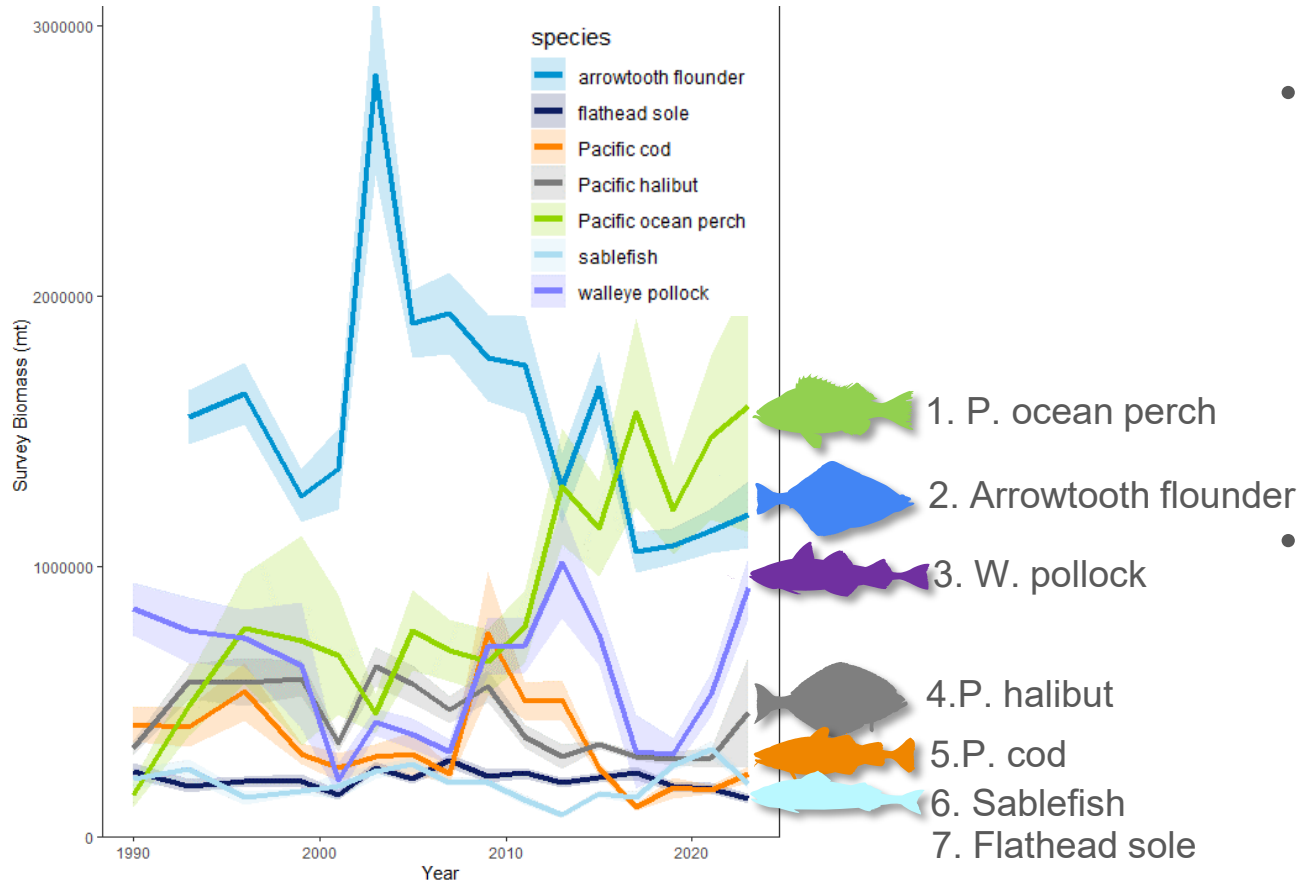 3000000
2000000
1000000
0
Survey Biomass (mt)
1990
2000
2010
2020
Year
species
arrowtooth flounder
flathead sole
Pacific cod
Pacific halibut
Pacific ocean perch
sablefish
walleye pollock
1. P. ocean perch
2. Arrowtooth flounder
3. W. pollock
4.P. halibut
5.P. cod
6. Sablefish
7. Flathead sole